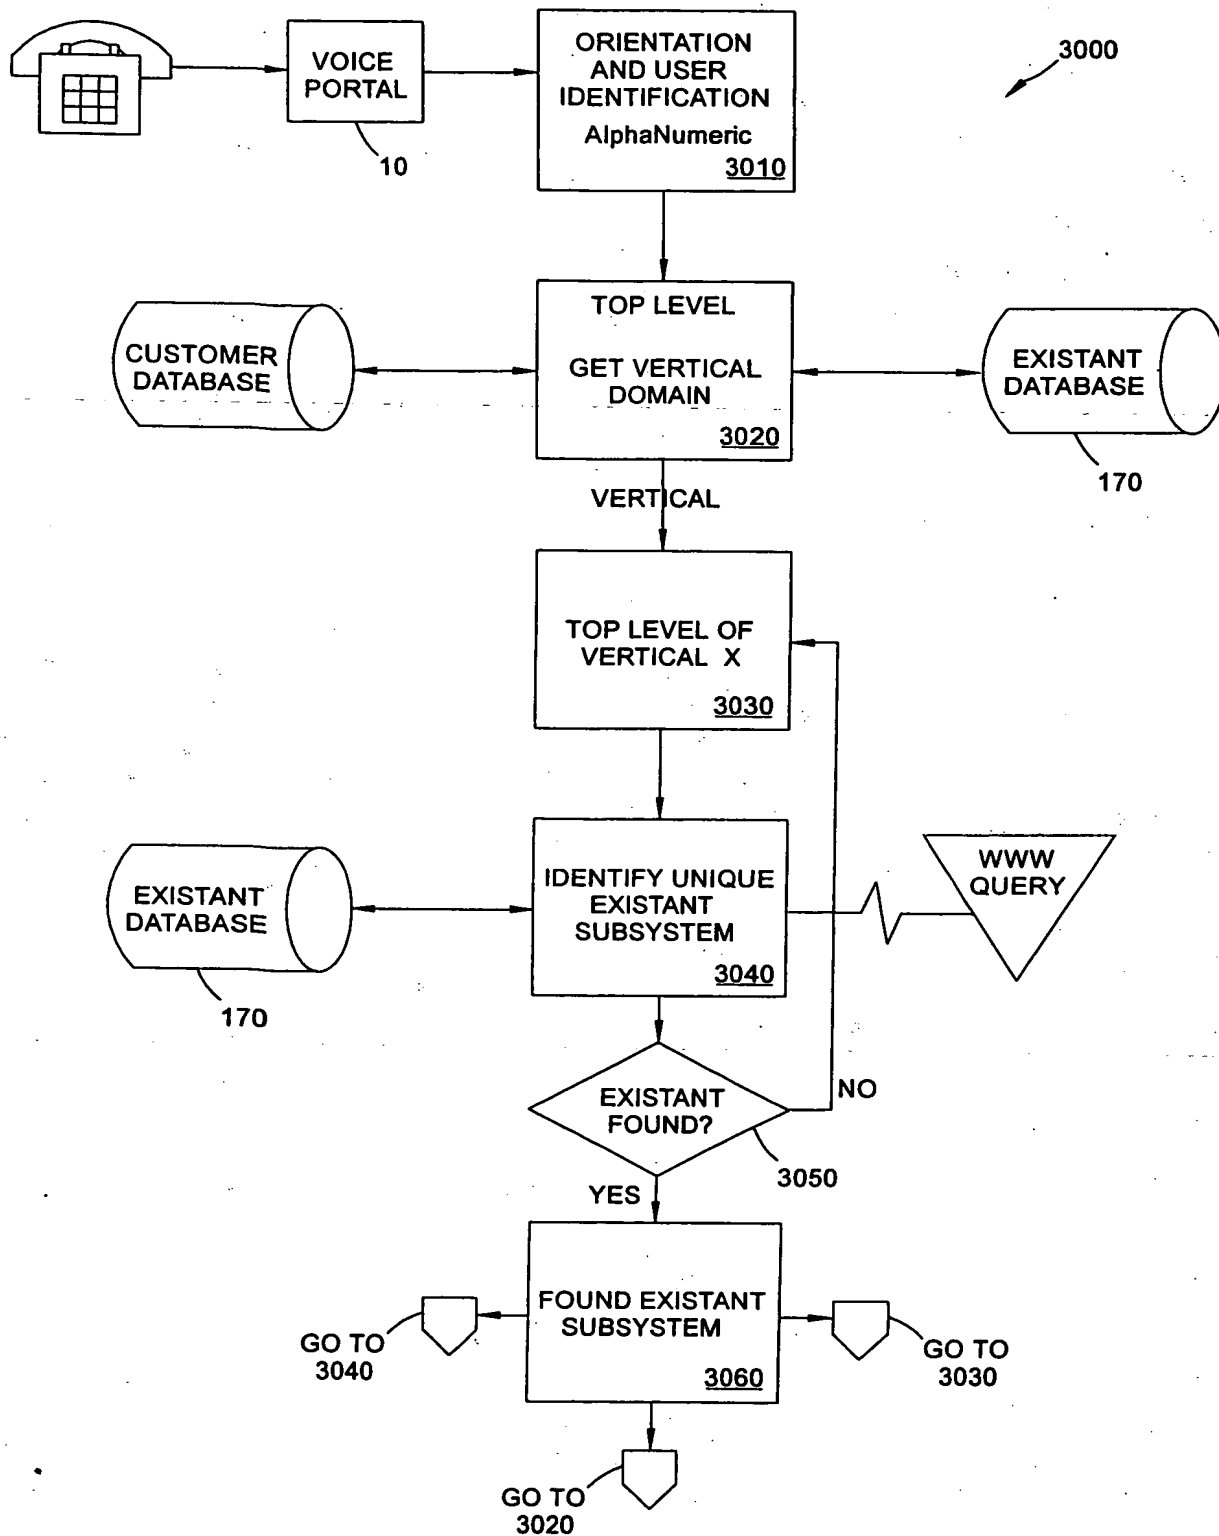 VOICE
PORTAL
10
ORIENTATION
AND USER
IDENTIFICATION
AlphaNumeric
3010
3000
CUSTOMER
DATABASE
TOP LEVEL
GET VERTICAL
DOMAIN
3020
EXISTANT
DATABASE
170
VERTICAL
TOP LEVEL OF
VERTICAL X
3030
EXISTANT
DATABASE
170
IDENTIFY UNIQUE
EXISTANT
SUBSYSTEM
3040
WWW
QUERY
EXISTANT
FOUND?
3050
NO
YES
FOUND EXISTANT
SUBSYSTEM
3060
GO TO
3040
GO TO
3030
GO TO
3020